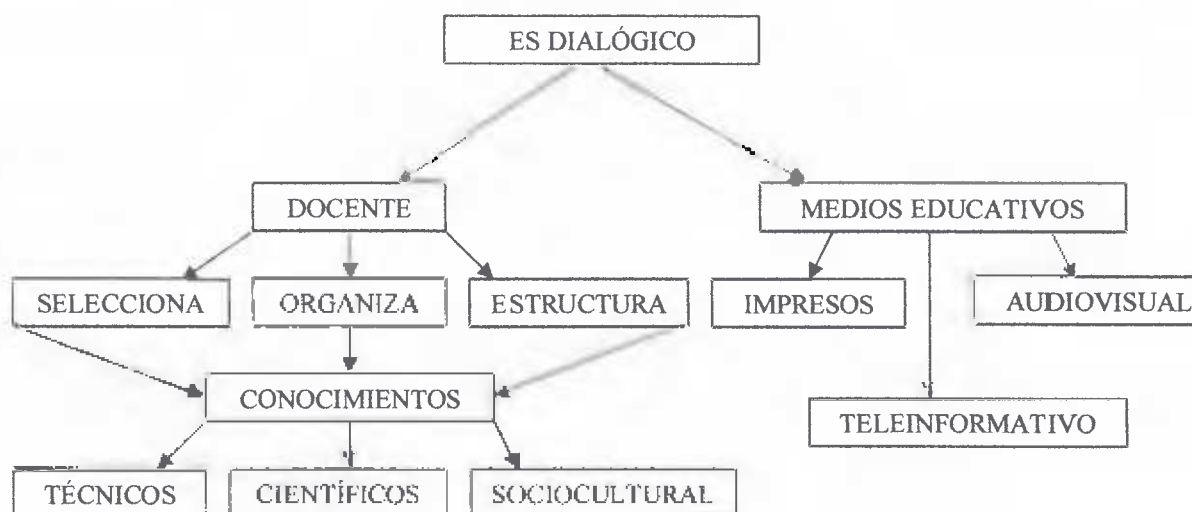 ES DIALÓGICO
DOCENTE
MEDIOS EDUCATIVOS
SELECCIONA
ORGANIZA
ESTRUCTURA
IMPRESOS
AUDIOVISUAL
CONOCIMIENTOS
TELEINFORMATIVO
TÉCNICOS
CIENTÍFICOS
SOCIOCULTURAL